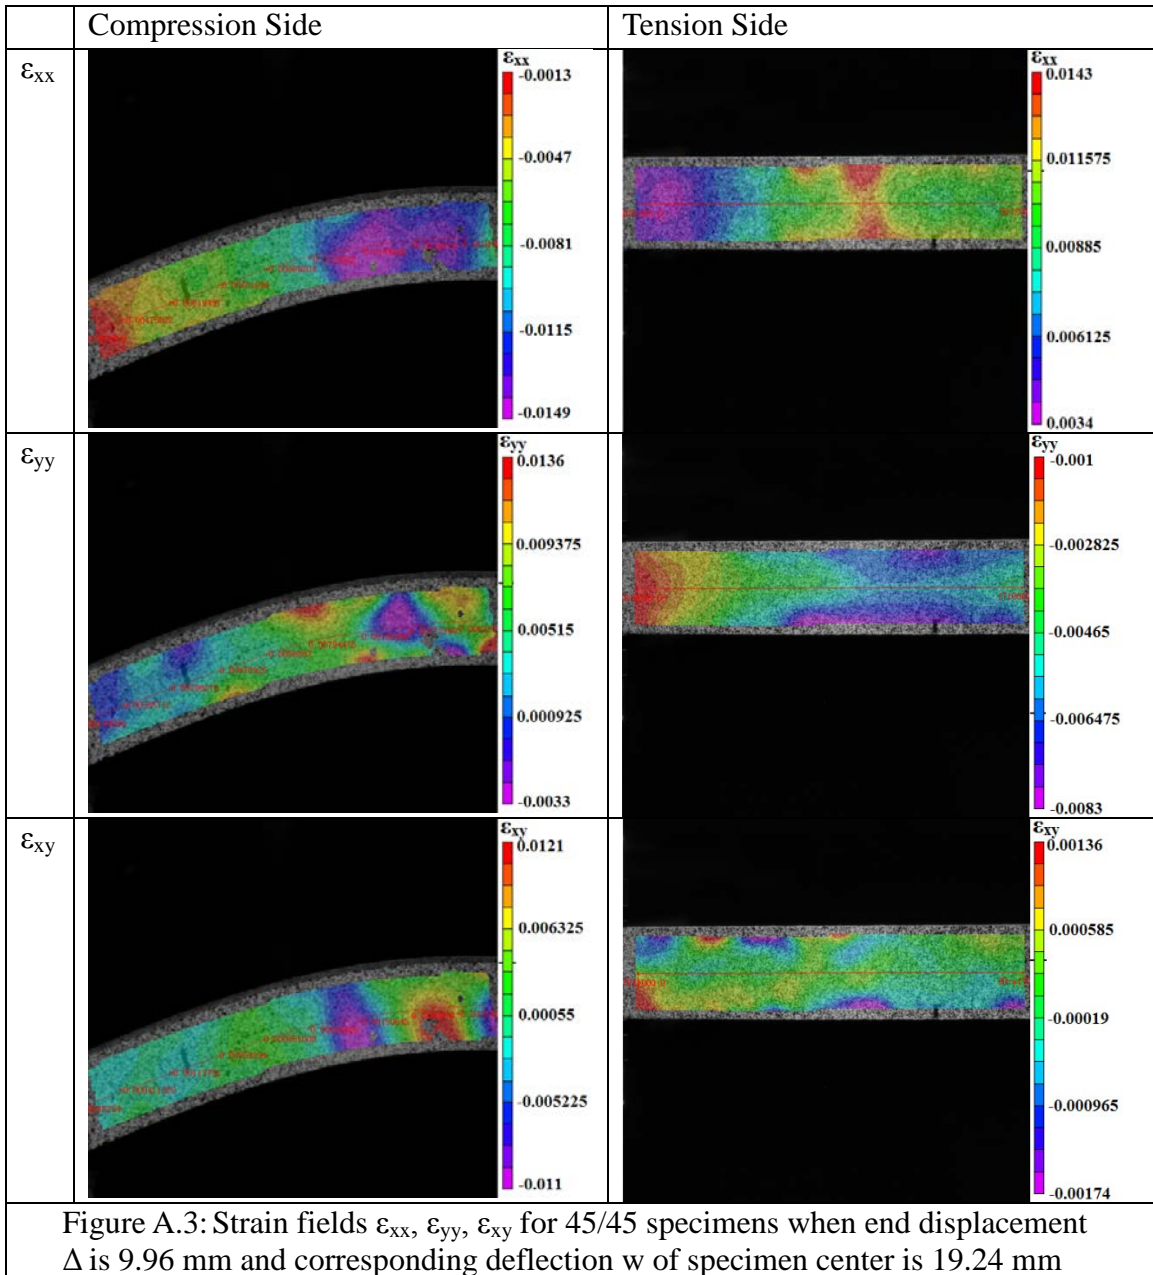 Compression Side
Tension Side
εxx
εxx
-0.0013
-0.0047
-0.0081
-0.0115
-0.0149
εxx
0.0143
0.011575
0.00885
0.006125
0.0034
εyy
εyy
0.0136
0.009375
0.00515
0.000925
-0.0033
εyy
-0.001
-0.002825
-0.00465
-0.006475
-0.0083
εxy
εxy
0.0121
0.006325
0.00055
-0.005225
-0.011
εxy
0.00136
0.000585
-0.00019
-0.000965
-0.00174
Figure A.3: Strain fields εxx, εyy, εxy for 45/45 specimens when end displacement
Δ is 9.96 mm and corresponding deflection w of specimen center is 19.24 mm